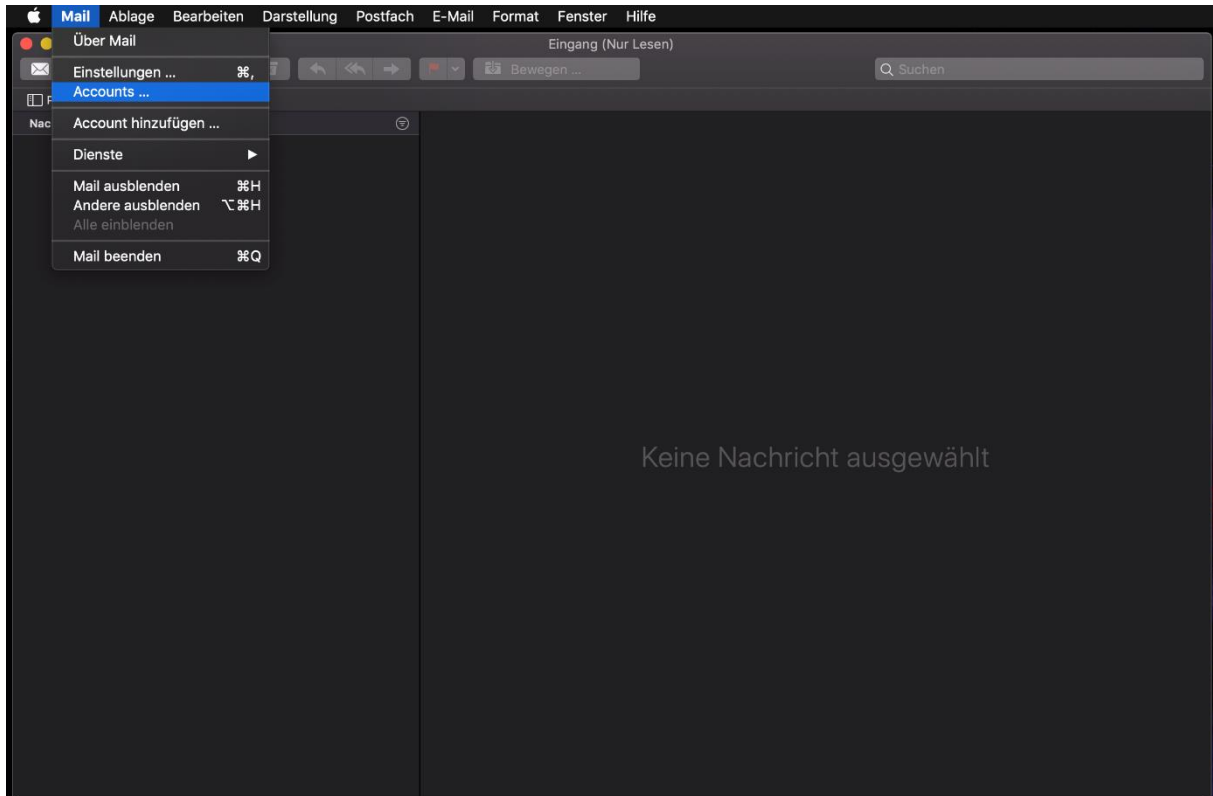 Mail Ablage Bearbeiten Darstellung Postfach E-Mail Format Fenster Hilfe
Eingang (Nur Lesen)
Bewegen ...
Suchen
Nac
Über Mail
Einstellungen ... ⌘,
Accounts ...
Account hinzufügen ...
Dienste ▶
Mail ausblenden ⌘H
Andere ausblenden ⌥⌘H
Alle einblenden
Mail beenden ⌘Q
Keine Nachricht ausgewählt